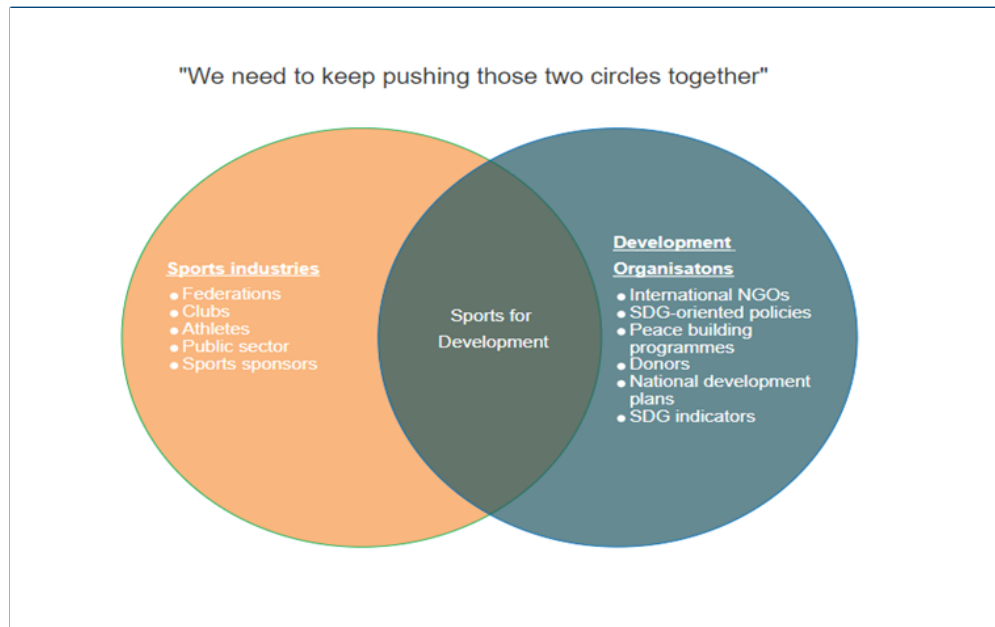 "We need to keep pushing those two circles together"
Sports industries
● Federations
● Clubs
● Athletes
● Public sector
● Sports sponsors
Sports for
Development
Development
Organisatons
● International NGOs
● SDG-oriented policies
● Peace building
programmes
● Donors
● National development
plans
● SDG indicators